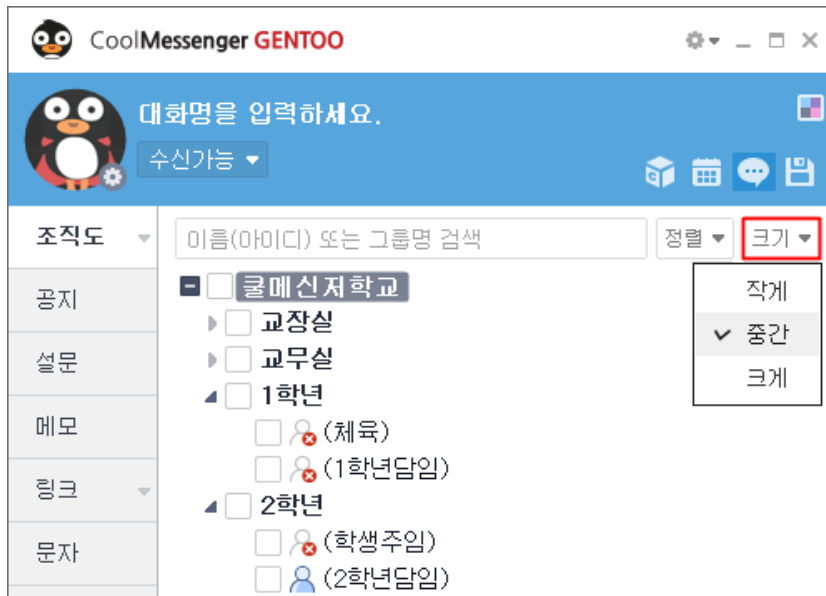 CoolMessenger GENTOO
대화명을 입력하세요.
수신가능
조직도
이름(아이디) 또는 그룹명 검색
정렬
크기
작게
중간
크게
공지
설문
메모
링크
문자
쿨메신저학교
교장실
교무실
1학년
(체육)
(1학년담임)
2학년
(학생주임)
(2학년담임)